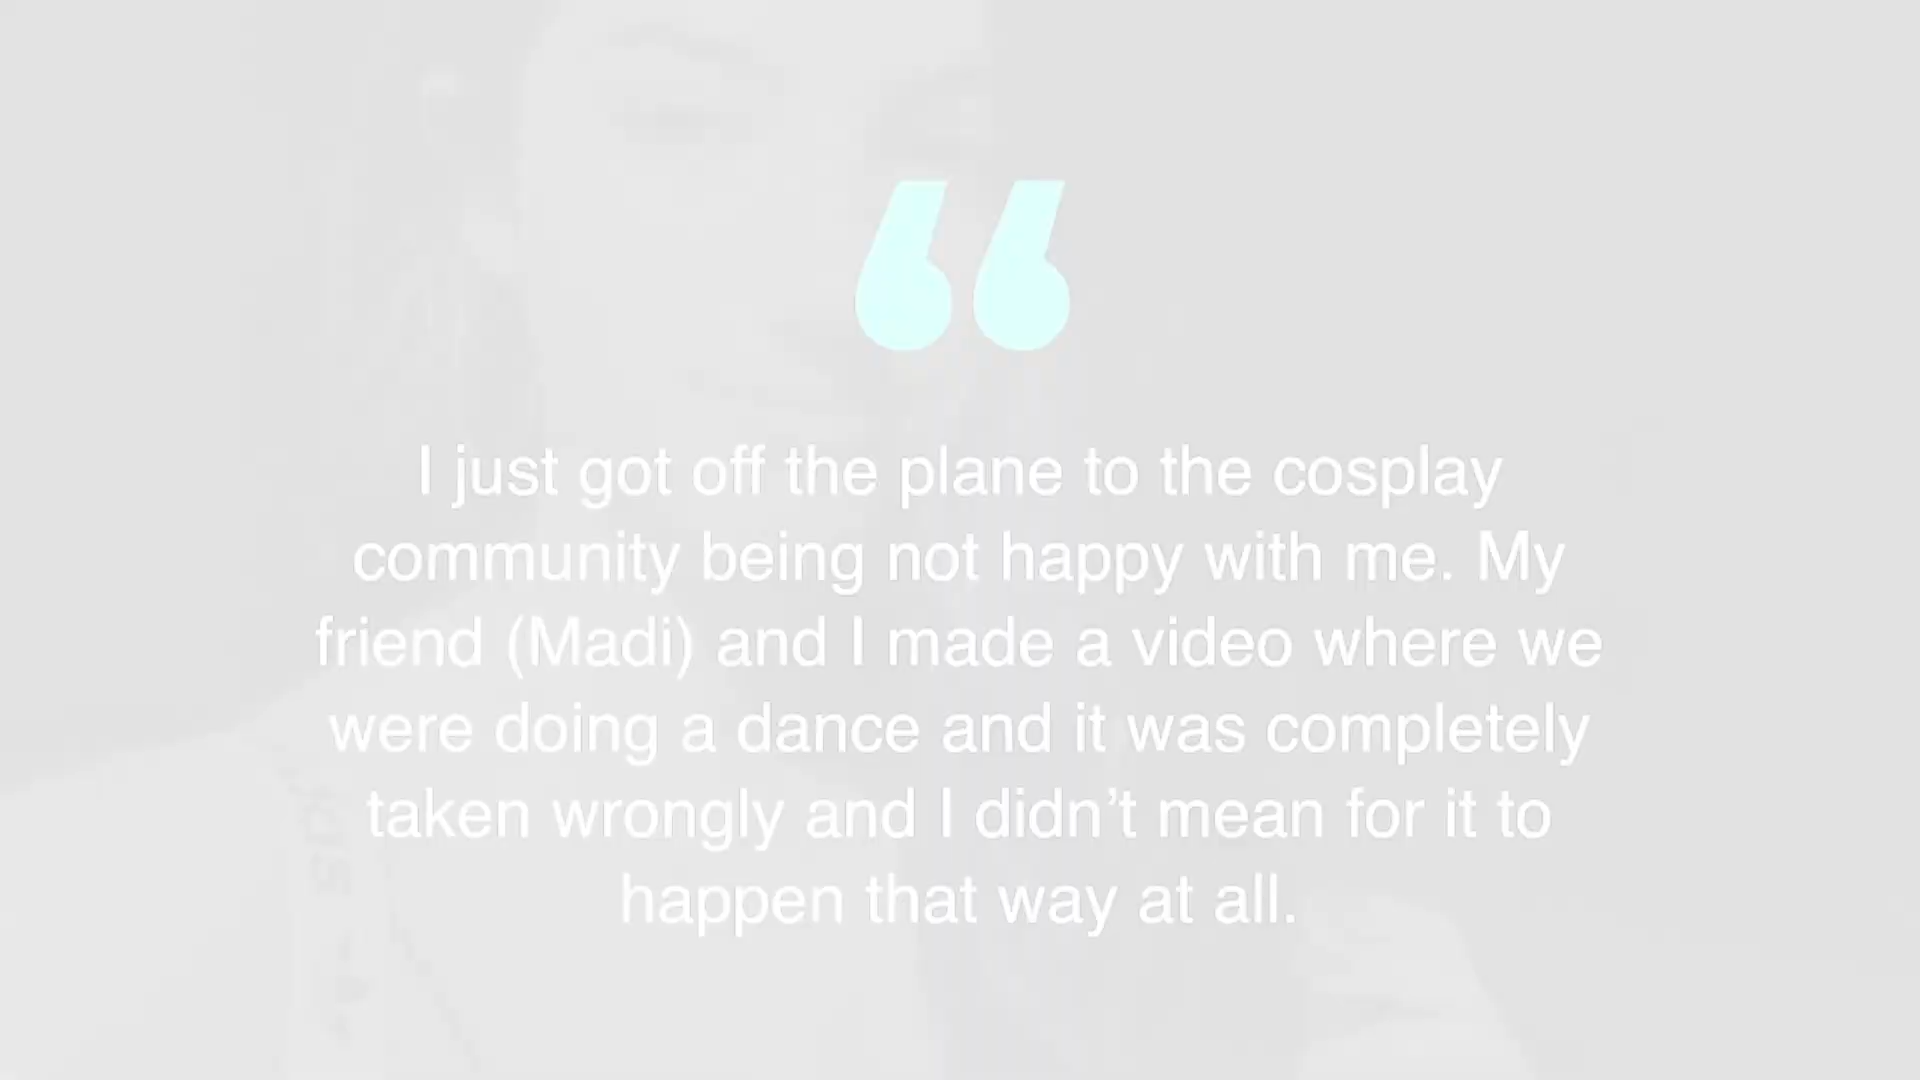 “
I just got off the plane to the cosplay
community being not happy with me. My
friend (Madi) and I made a video where we
were doing a dance and it was completely
taken wrongly and I didn’t mean for it to
happen that way at all.